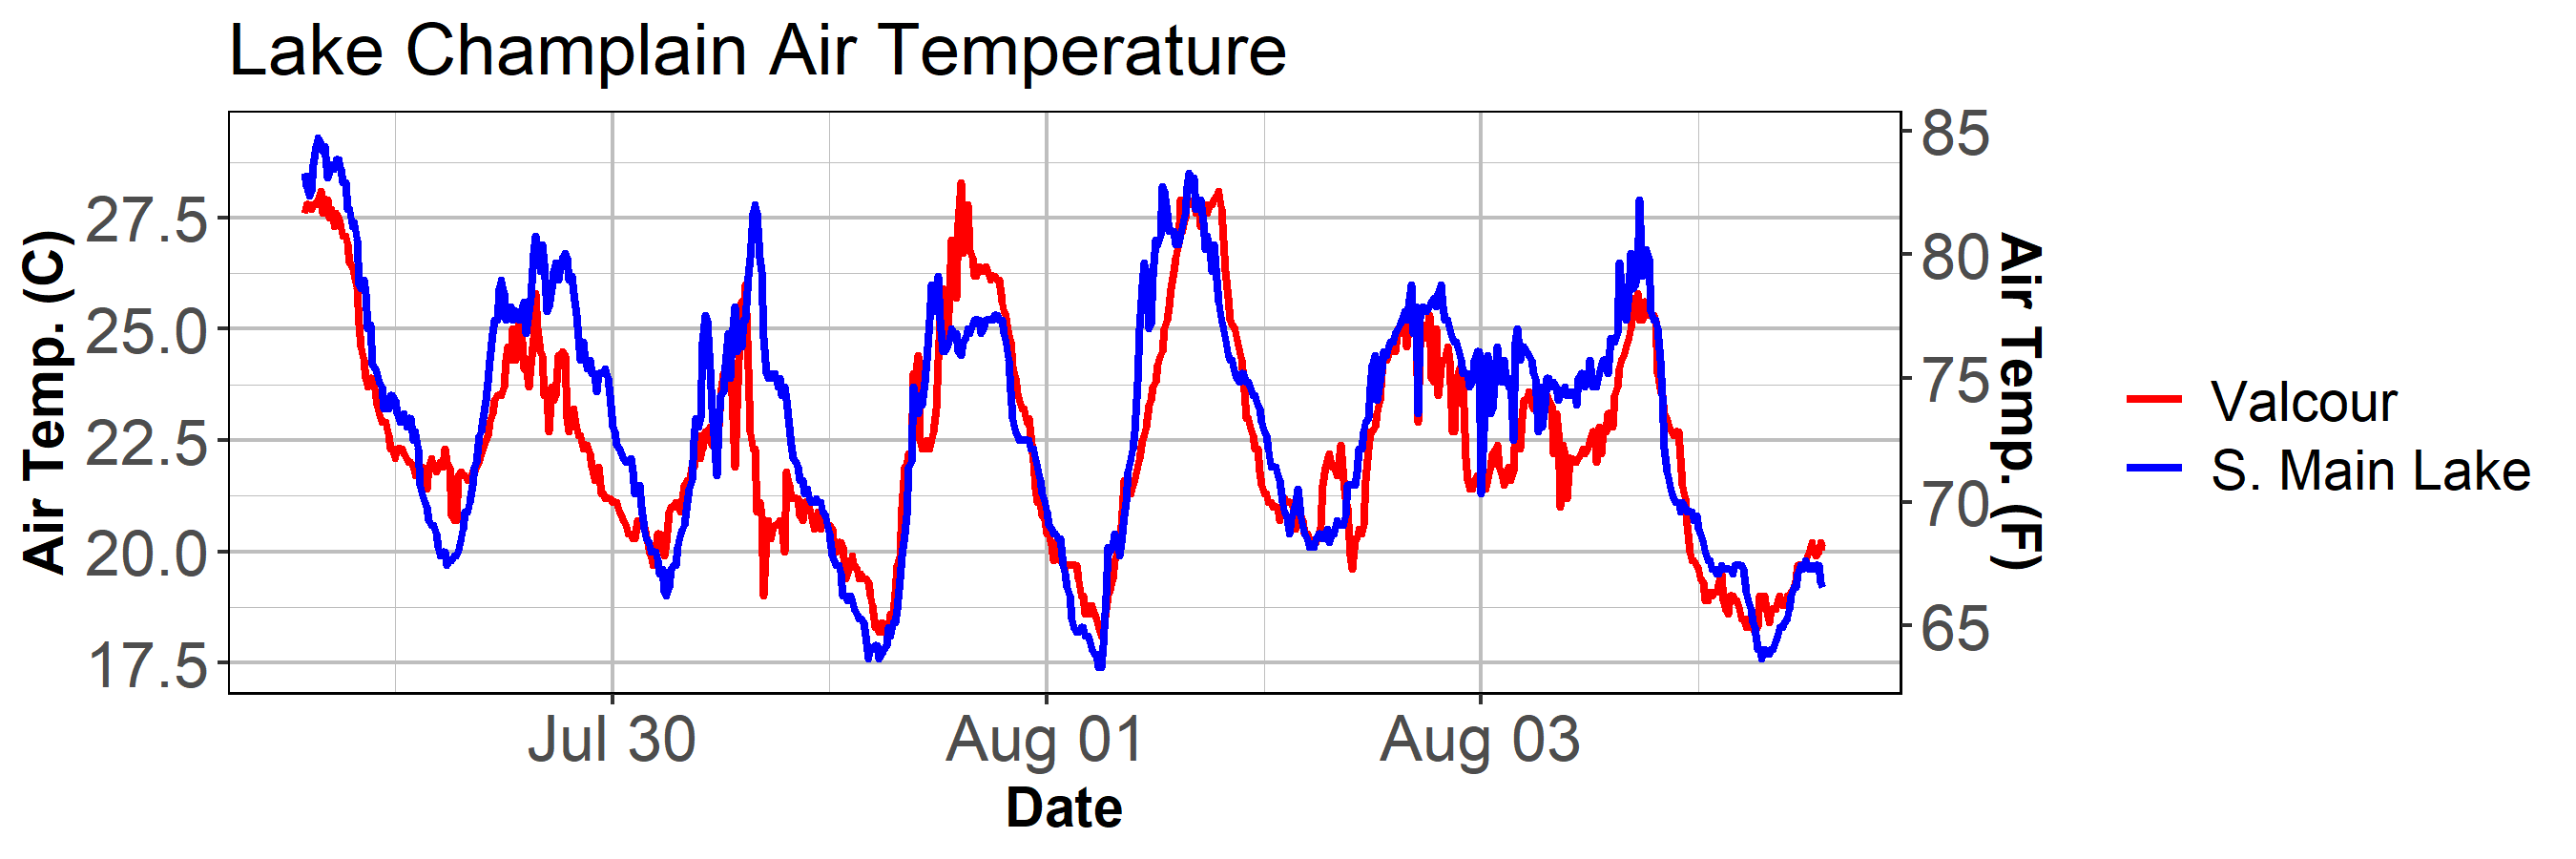 Lake Champlain Air Temperature
Air Temp. (C)
27.5
25.0
22.5
20.0
17.5
85
80
75
70
65
Air Temp. (F)
Jul 30
Aug 01
Aug 03
Date
Valcour
S. Main Lake